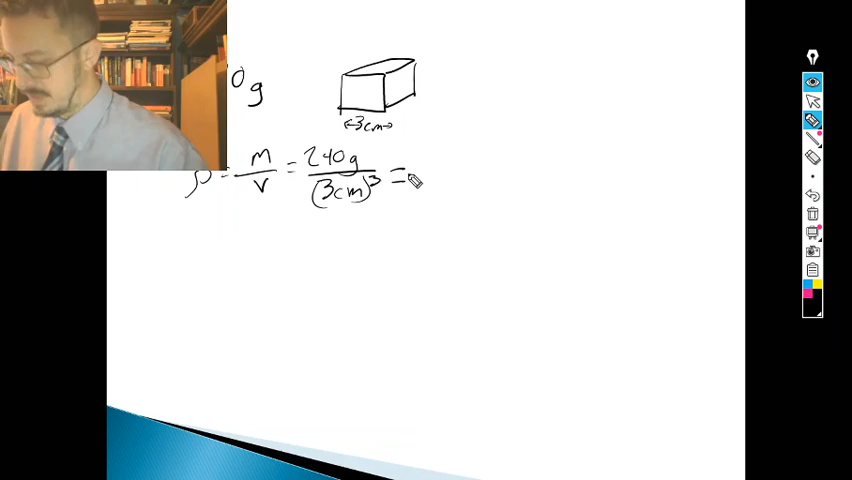 0g
←3cm→
ρ = m/v = 240g/(3cm)³ =